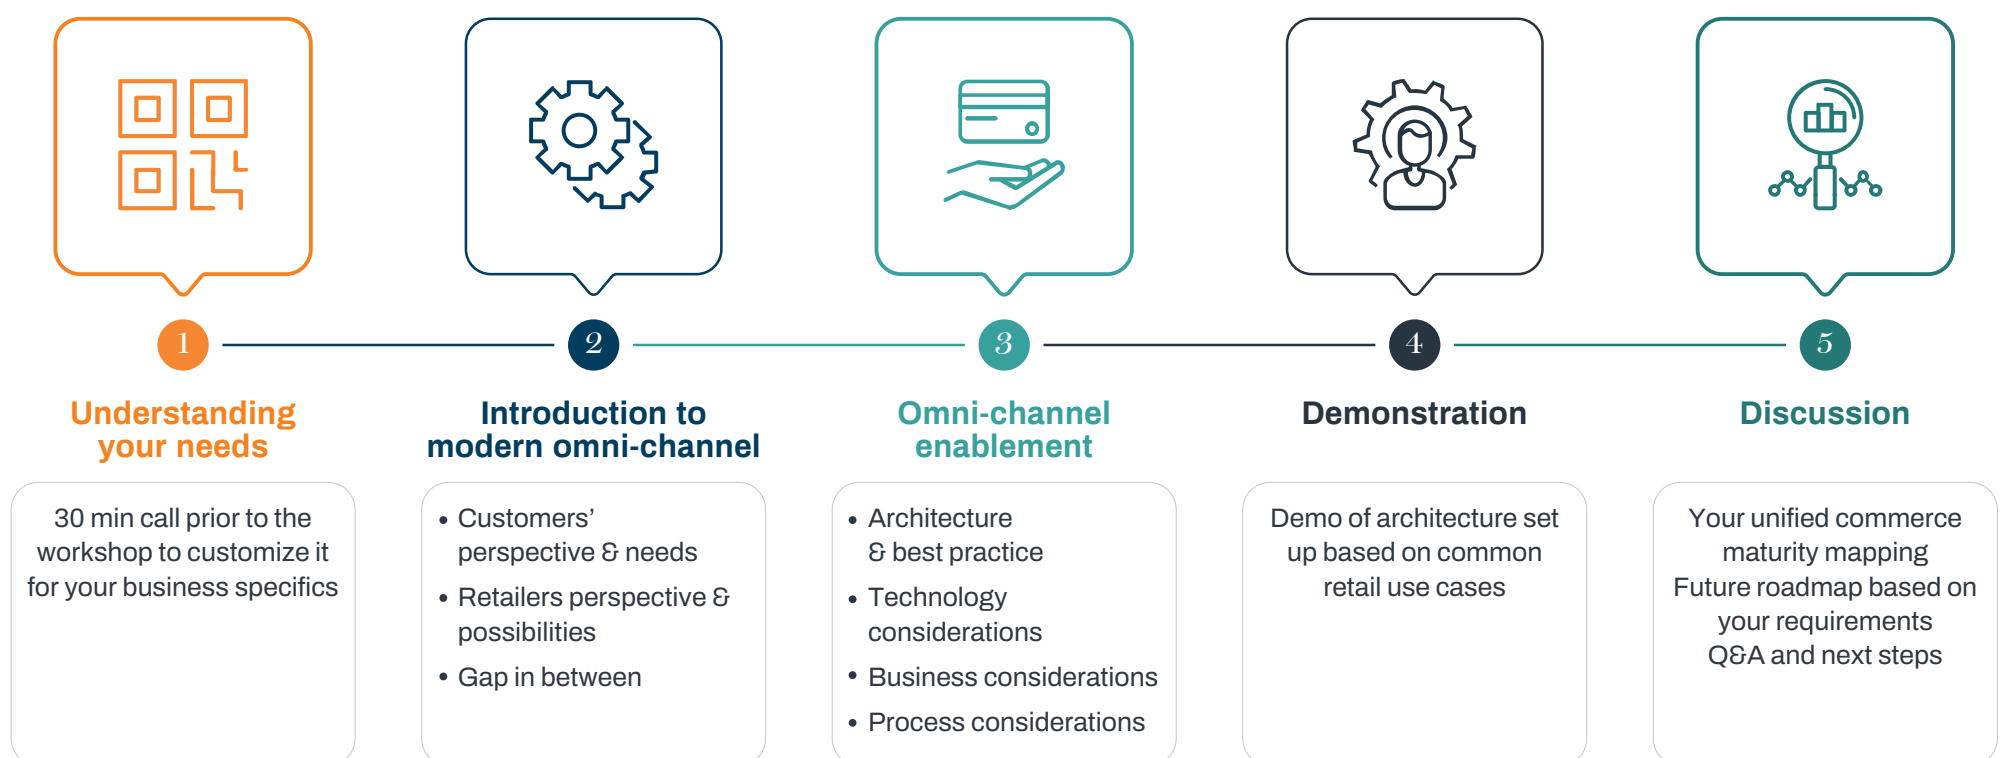 1
Understanding
your needs
30 min call prior to the
workshop to customize it
for your business specifics
2
Introduction to
modern omni-channel
• Customers’
perspective & needs
• Retailers perspective &
possibilities
• Gap in between
3
Omni-channel
enablement
• Architecture
& best practice
• Technology
considerations
• Business considerations
• Process considerations
4
Demonstration
Demo of architecture set
up based on common
retail use cases
5
Discussion
Your unified commerce
maturity mapping
Future roadmap based on
your requirements
Q&A and next steps